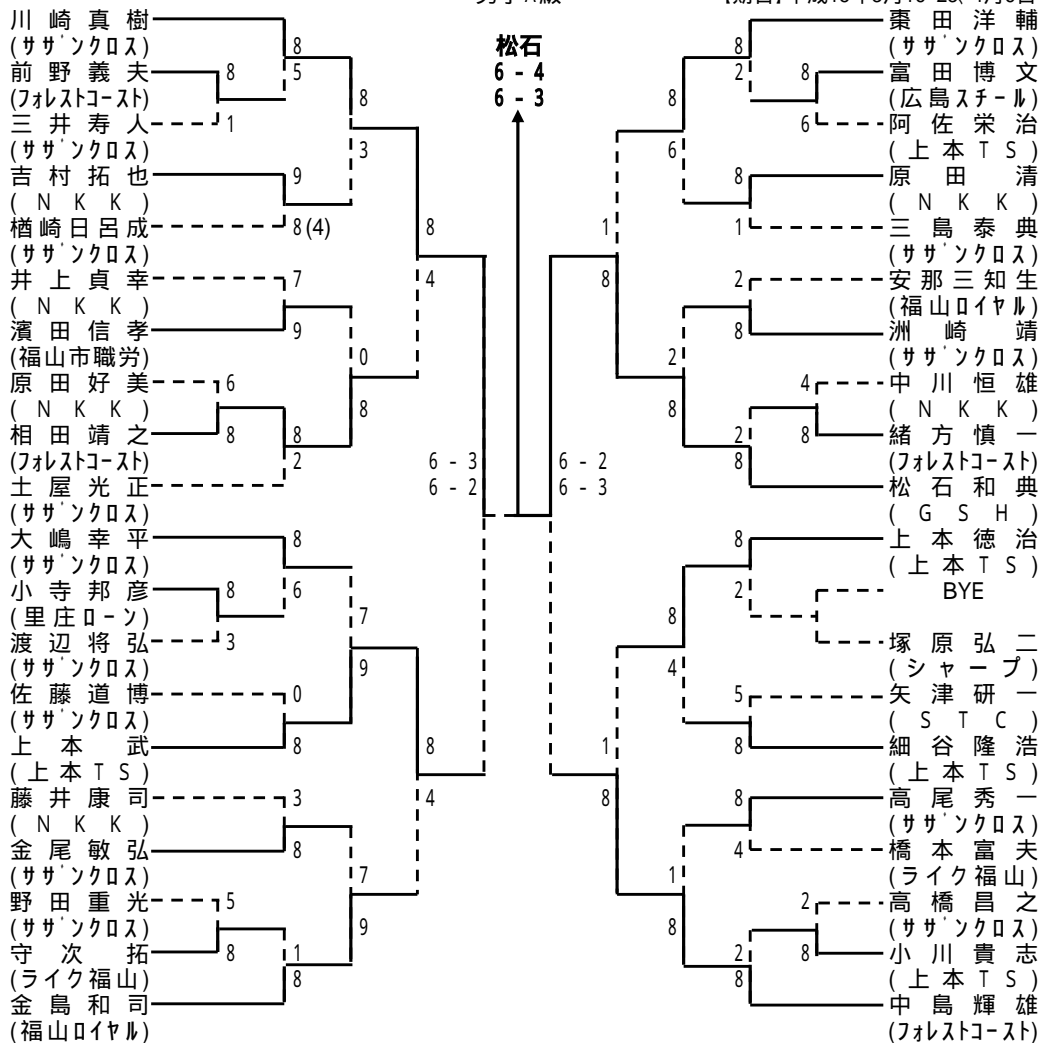 川崎真樹
(ササンクロス)
8
前野義夫
8
5
(フォレストコースト)
8
三井寿人
1
(ササンクロス)
3
吉村拓也
9
(NKK)
楢崎日呂成
8(4)
8
(ササンクロス)
井上貞幸
7
4
(NKK)
濱田信孝
9
(福山市職労)
0
原田好美
6
(NKK)
8
相田靖之
8
8
(フォレストコースト)
2
土屋光正
(ササンクロス)
6 - 3
6 - 2
大嶋幸平
8
(ササンクロス)
小寺邦彦
8
6
(里庄ローン)
7
渡辺将弘
3
(ササンクロス)
9
佐藤道博
0
(ササンクロス)
上本武
8
8
(上本TS)
藤井康司
3
4
(NKK)
金尾敏弘
8
(ササンクロス)
7
野田重光
5
(ササンクロス)
9
守次拓
8
1
(ライク福山)
8
金島和司
(福山ロイヤル)
松石
6 - 4
6 - 3
棗田洋輔
8
(ササンクロス)
2
8
富田博文
8
(広島スチール)
6
阿佐栄治
6
(上本TS)
8
原田清
(NKK)
1
1
三島泰典
(ササンクロス)
8
2
安那三知生
(福山ロイヤル)
8
洲崎靖
2
(ササンクロス)
4
中川恒雄
8
(NKK)
2
8
緒方慎一
6 - 2
8
(フォレストコースト)
6 - 3
松石和典
(GSH)
8
上本徳治
(上本TS)
2
BYE
8
塚原弘二
4
(シャープ)
5
矢津研一
(STC)
1
8
細谷隆浩
(上本TS)
8
8
高尾秀一
(ササンクロス)
4
橋本富夫
1
(ライク福山)
2
高橋昌之
8
(ササンクロス)
2
8
小川貴志
8
(上本TS)
中島輝雄
(フォレストコースト)